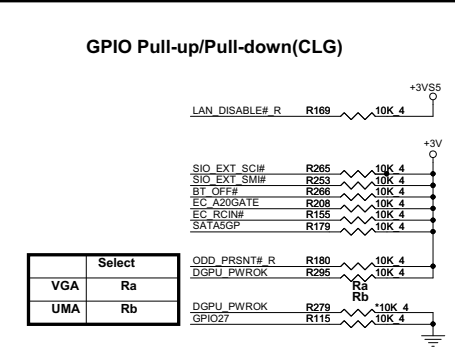 GPIO Pull-up/Pull-down(CLG)
+3VS5
LAN_DISABLE#_R R169 10K_4
+3V
SIO_EXT_SCI# R265 10K_4
SIO_EXT_SMI# R253 10K_4
BT_OFF# R266 10K_4
EC_A20GATE R208 10K_4
EC_RCIN# R155 10K_4
SATA5GP R179 10K_4
ODD_PRSNT#_R R180 10K_4
DGPU_PWROK R295 10K_4
Ra
Rb
DGPU_PWROK R279 *10K_4
GPIO27 R115 10K_4
Select
VGA Ra
UMA Rb